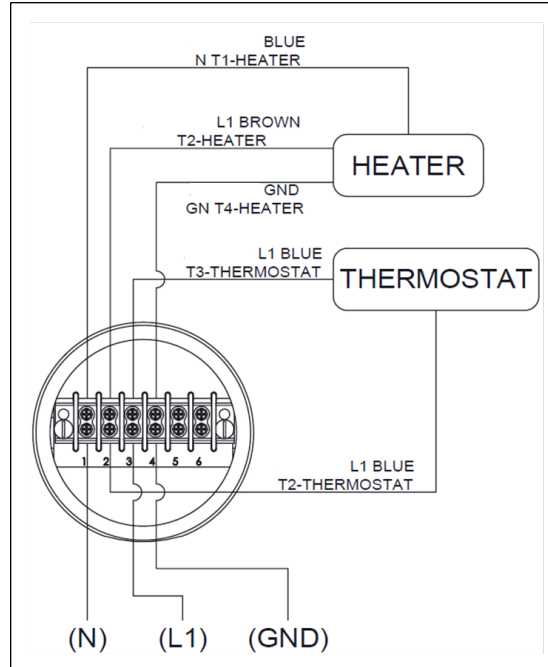 BLUE
N T1-HEATER
L1 BROWN
T2-HEATER
HEATER
GND
GN T4-HEATER
L1 BLUE
T3-THERMOSTAT
THERMOSTAT
1 2 3 4 5 6
L1 BLUE
T2-THERMOSTAT
(N) (L1) (GND)